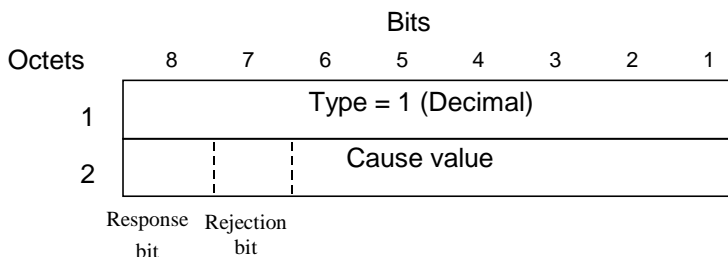 Bits
Octets 8 7 6 5 4 3 2 1
1 Type = 1 (Decimal)
2 Cause value
Response Rejection
bit bit